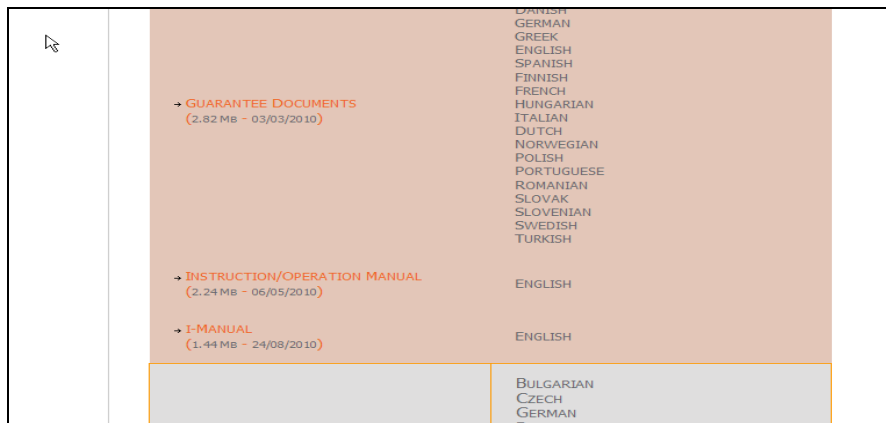 DANISH
GERMAN
GREEK
ENGLISH
SPANISH
FINNISH
FRENCH
→ GUARANTEE DOCUMENTS
(2.82 MB - 03/03/2010)
HUNGARIAN
ITALIAN
DUTCH
NORWEGIAN
POLISH
PORTUGUESE
ROMANIAN
SLOVAK
SLOVENIAN
SWEDISH
TURKISH
→ INSTRUCTION/OPERATION MANUAL
(2.24 MB - 06/05/2010)
ENGLISH
→ I-MANUAL
(1.44 MB - 24/08/2010)
ENGLISH
BULGARIAN
CZECH
GERMAN